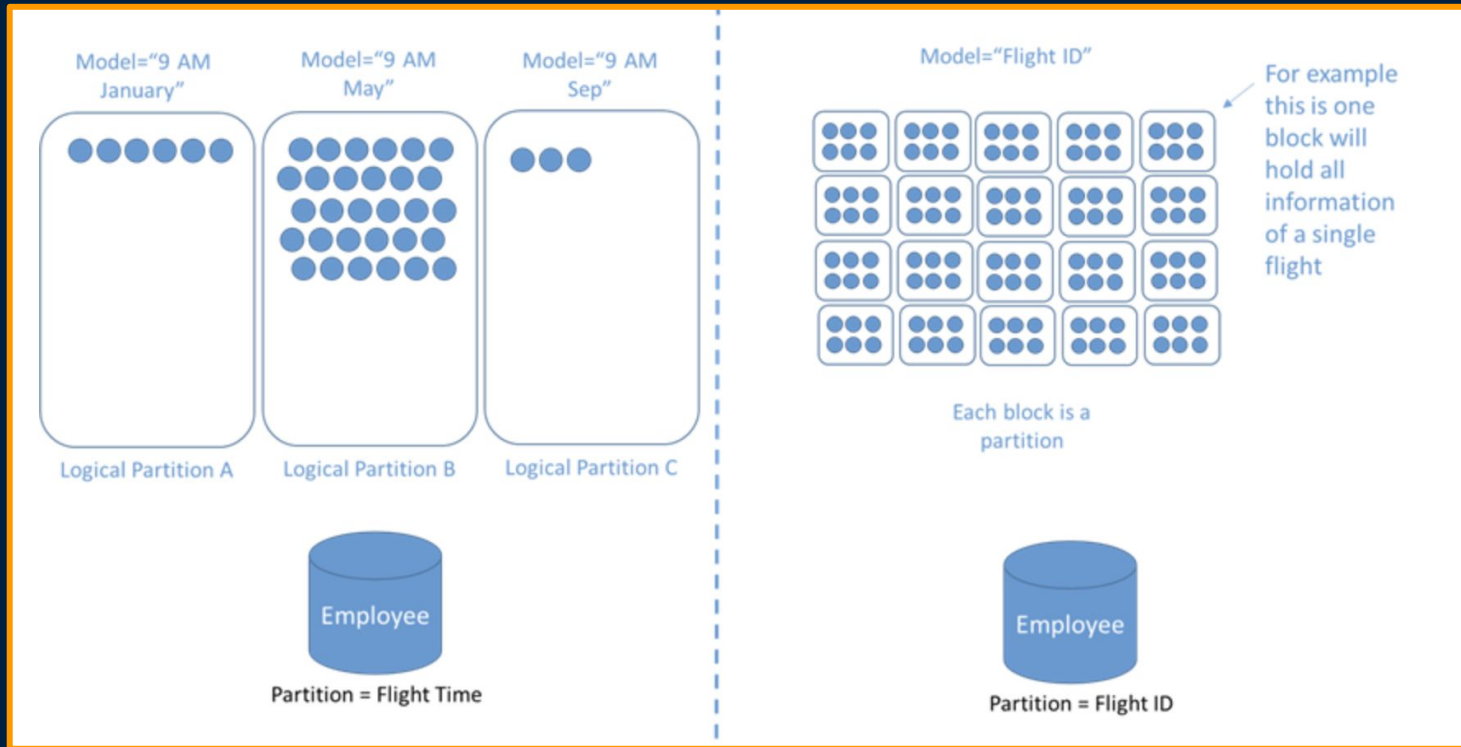 Model="9 AM
January"
Model="9 AM
May"
Model="9 AM
Sep"
Logical Partition A
Logical Partition B
Logical Partition C
Employee
Partition = Flight Time
Model="Flight ID"
For example
this is one
block will
hold all
information
of a single
flight
Each block is a
partition
Employee
Partition = Flight ID